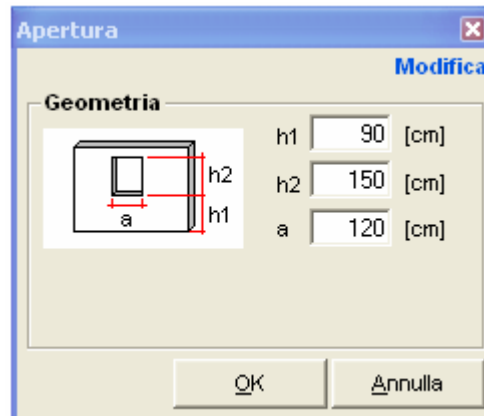 Apertura
Modifica
Geometria
h1 90 [cm]
h2 150 [cm]
a 120 [cm]
h2
h1
a
OK Annulla